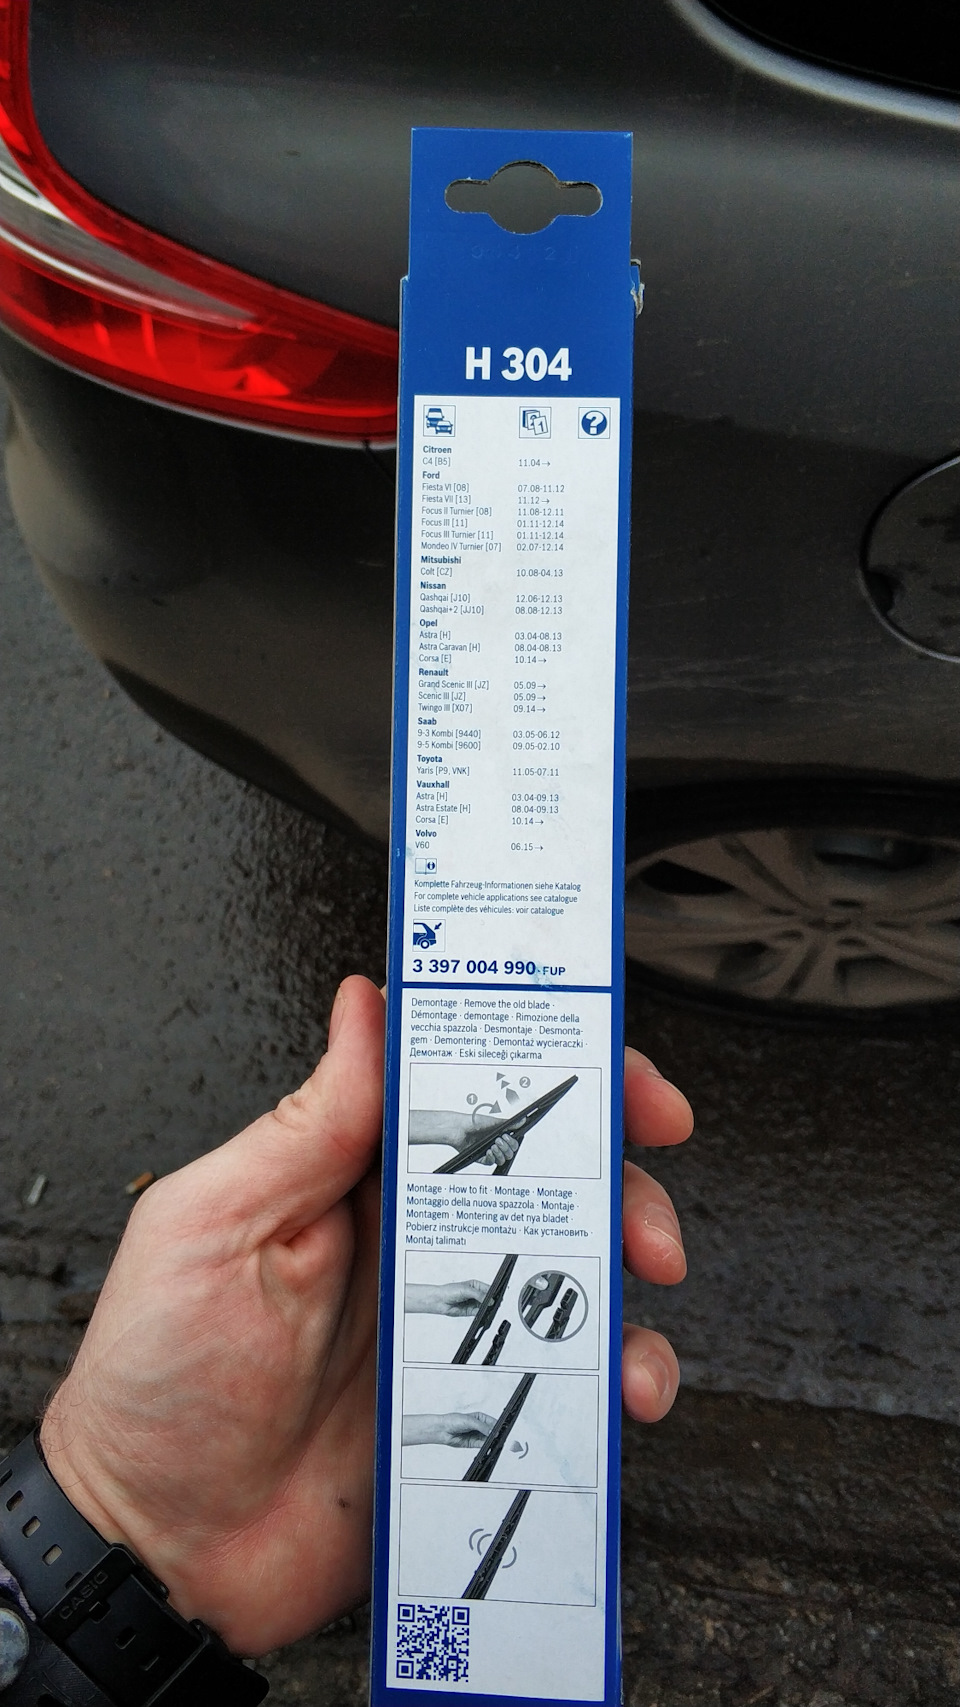 H 304
Citroen
C4 [B5] 11.04→
Ford
Fiesta VI [08] 07.08-11.12
Fiesta VII [13] 11.12→
Focus II Turnier [08] 11.08-12.11
Focus III [11] 01.11-12.14
Focus III Turnier [11] 01.11-12.14
Mondeo IV Turnier [07] 02.07-12.14
Mitsubishi
Colt [CZ] 10.08-04.13
Nissan
Qashqai [J10] 12.06-12.13
Qashqai+2 [JJ10] 08.08-12.13
Opel
Astra [H] 03.04-08.13
Astra Caravan [H] 08.04-08.13
Corsa [E] 10.14→
Renault
Grand Scenic III [JZ] 05.09→
Scenic III [JZ] 05.09→
Twingo III [X07] 09.14→
Saab
9-3 Kombi [9440] 03.05-06.12
9-5 Kombi [9600] 09.05-02.10
Toyota
Yaris [P9, VNK] 11.05-07.11
Vauxhall
Astra [H] 03.04-09.13
Astra Estate [H] 08.04-09.13
Corsa [E] 10.14→
Volvo
V60 06.15→
Komplette Fahrzeug-Informationen siehe Katalog
For complete vehicle applications see catalogue
Liste complète des véhicules: voir catalogue
3 397 004 990-FUP
Demontage · Remove the old blade ·
Démontage · demontage · Rimozione della
vecchia spazzola · Desmontaje · Desmonta-
gem · Demontering · Demontaż wycieraczki ·
Демонтаж · Eski sileceği çıkarma
1
2
Montage · How to fit · Montage · Montage ·
Montaggio della nuova spazzola · Montaje ·
Montagem · Montering av det nya bladet ·
Pobierz instrukcje montażu · Как установить ·
Montaj talimatı
CASIO